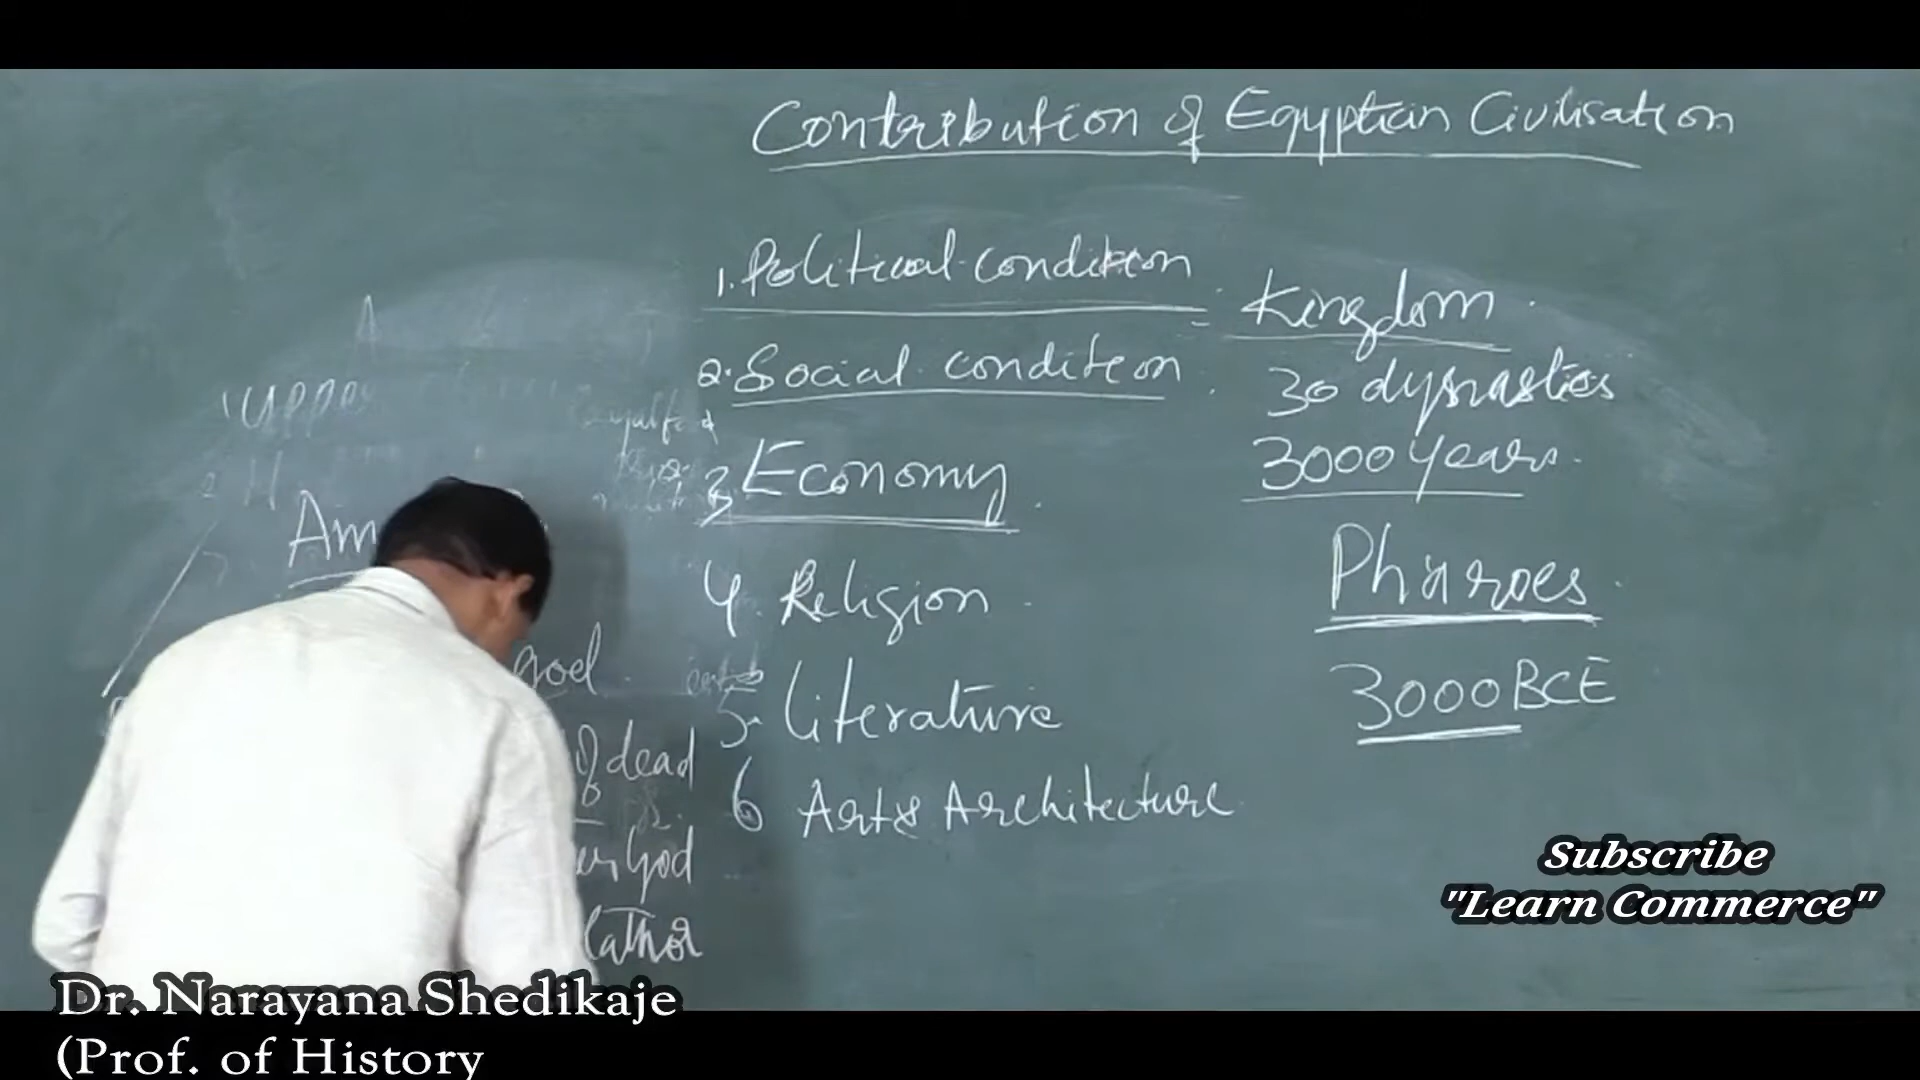 Contribution of Egyptian Civilisation
1. Political condition
2. Social condition
3 Economy
4. Religion
5. Literature
6 Art & Architecture
Kingdom
30 dynasties
3000 years
Pharoes
3000 BCE
Am
God
of dead
God
Subscribe
"Learn Commerce"
Dr. Narayana Shedikaje
(Prof. of History